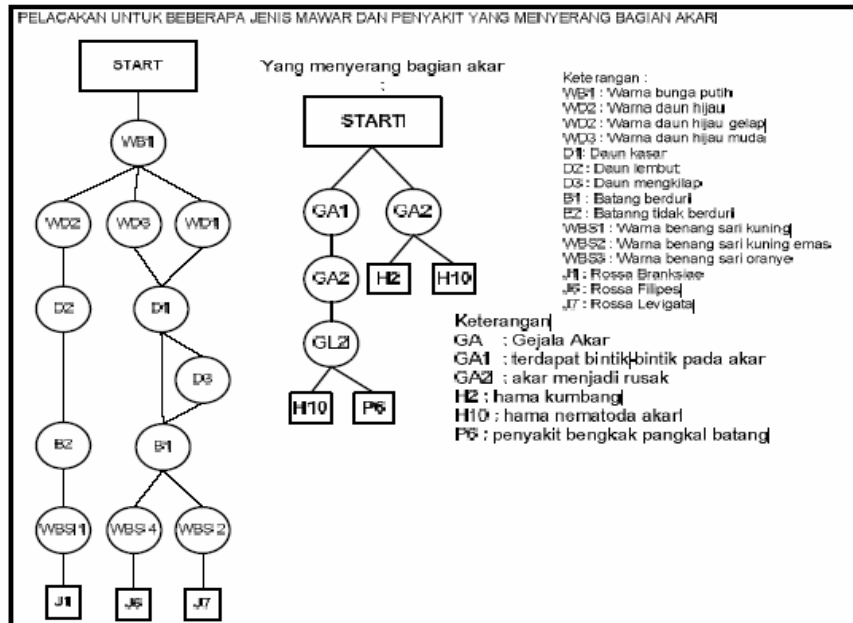 PELACAKAN UNTUK BEBERAPA JENIS MAWAR DAN PENYAKIT YANG MENYERANG BAGIAN AKAR
START
WB1
WD2 WD3 WD1
D2 D1
D3
B2 B1
WBS1 WBS4 WBS2
J1 J6 J7
Yang menyerang bagian akar
:
START
GA1 GA2
GA2 H2 H10
GL2
H10 P6
Keterangan :
WB1 : Warna bunga putih
WD2 : Warna daun hijau
WD2 : Warna daun hijau gelap
WD3 : Warna daun hijau muda
D1: Daun kasar
D2 : Daun lembut
D3 : Daun mengkilap
B1 : Batang berduri
B2 : Batanng tidak berduri
WBS1 : Warna benang sari kuning
WBS2 : Warna benang sari kuning emas
WBS3 : Warna benang sari oranye
J1 : Rossa Branksiae
J6 : Rossa Filipes
J7 : Rossa Levigata
Keterangan
GA : Gejala Akar
GA1 : terdapat bintik-bintik pada akar
GA2 : akar menjadi rusak
H2 : hama kumbang
H10 : hama nematoda akar
P6 : penyakit bengkak pangkal batang